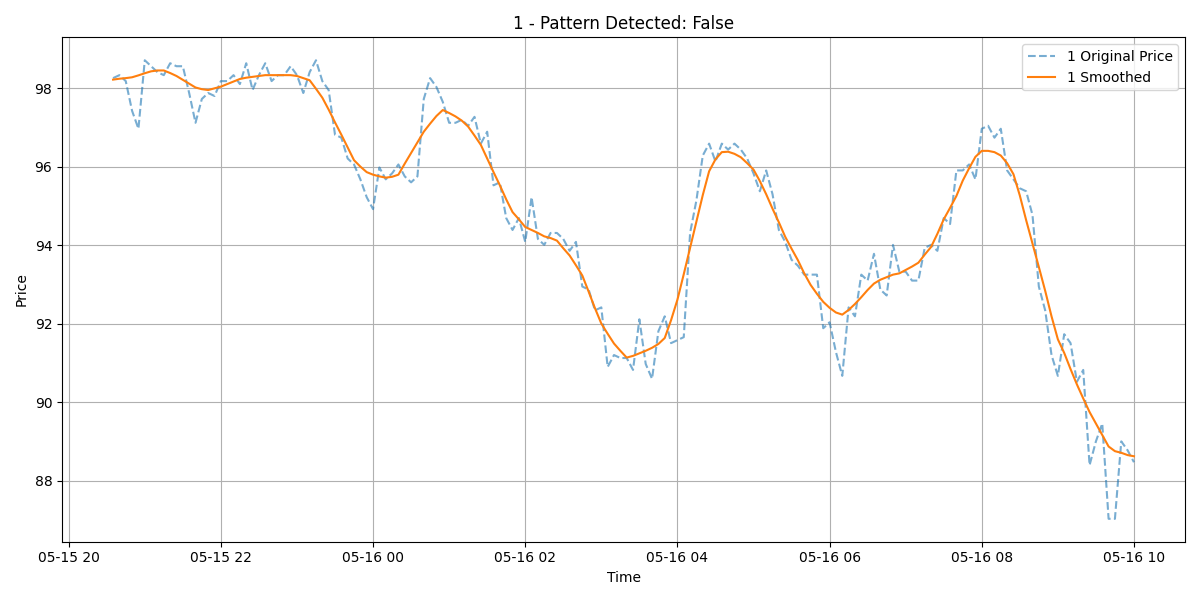 1 - Pattern Detected: False
1 Original Price
1 Smoothed
Price
98
96
94
92
90
88
05-15 20 05-15 22 05-16 00 05-16 02 05-16 04 05-16 06 05-16 08 05-16 10
Time